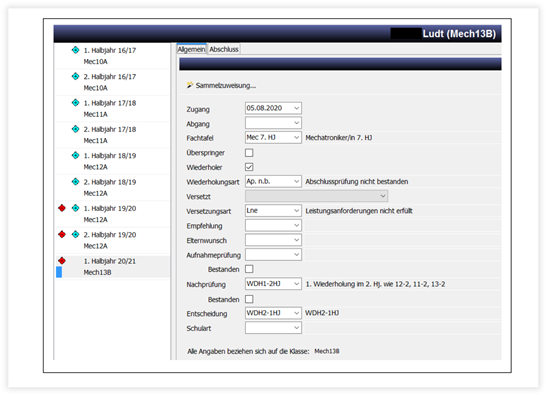 Ludt (Mech13B)
1. Halbjahr 16/17
Mec10A
2. Halbjahr 16/17
Mec10A
1. Halbjahr 17/18
Mec11A
2. Halbjahr 17/18
Mec11A
1. Halbjahr 18/19
Mec12A
2. Halbjahr 18/19
Mec12A
1. Halbjahr 19/20
Mec12A
2. Halbjahr 19/20
Mec12A
1. Halbjahr 20/21
Mech13B
Allgemein Abschluss
Sammelzuweisung...
Zugang 05.08.2020
Abgang
Fachtafel Mec 7. HJ Mechatroniker/in 7. HJ
Überspringer
Wiederholer
Wiederholungsart Ap. n.b. Abschlussprüfung nicht bestanden
Versetzt
Versetzungsart Lne Leistungsanforderungen nicht erfüllt
Empfehlung
Elternwunsch
Aufnahmeprüfung
Bestanden
Nachprüfung WDH1-2HJ 1. Wiederholung im 2. Hj. wie 12-2, 11-2, 13-2
Bestanden
Entscheidung WDH2-1HJ WDH2-1HJ
Schulart
Alle Angaben beziehen sich auf die Klasse: Mech13B